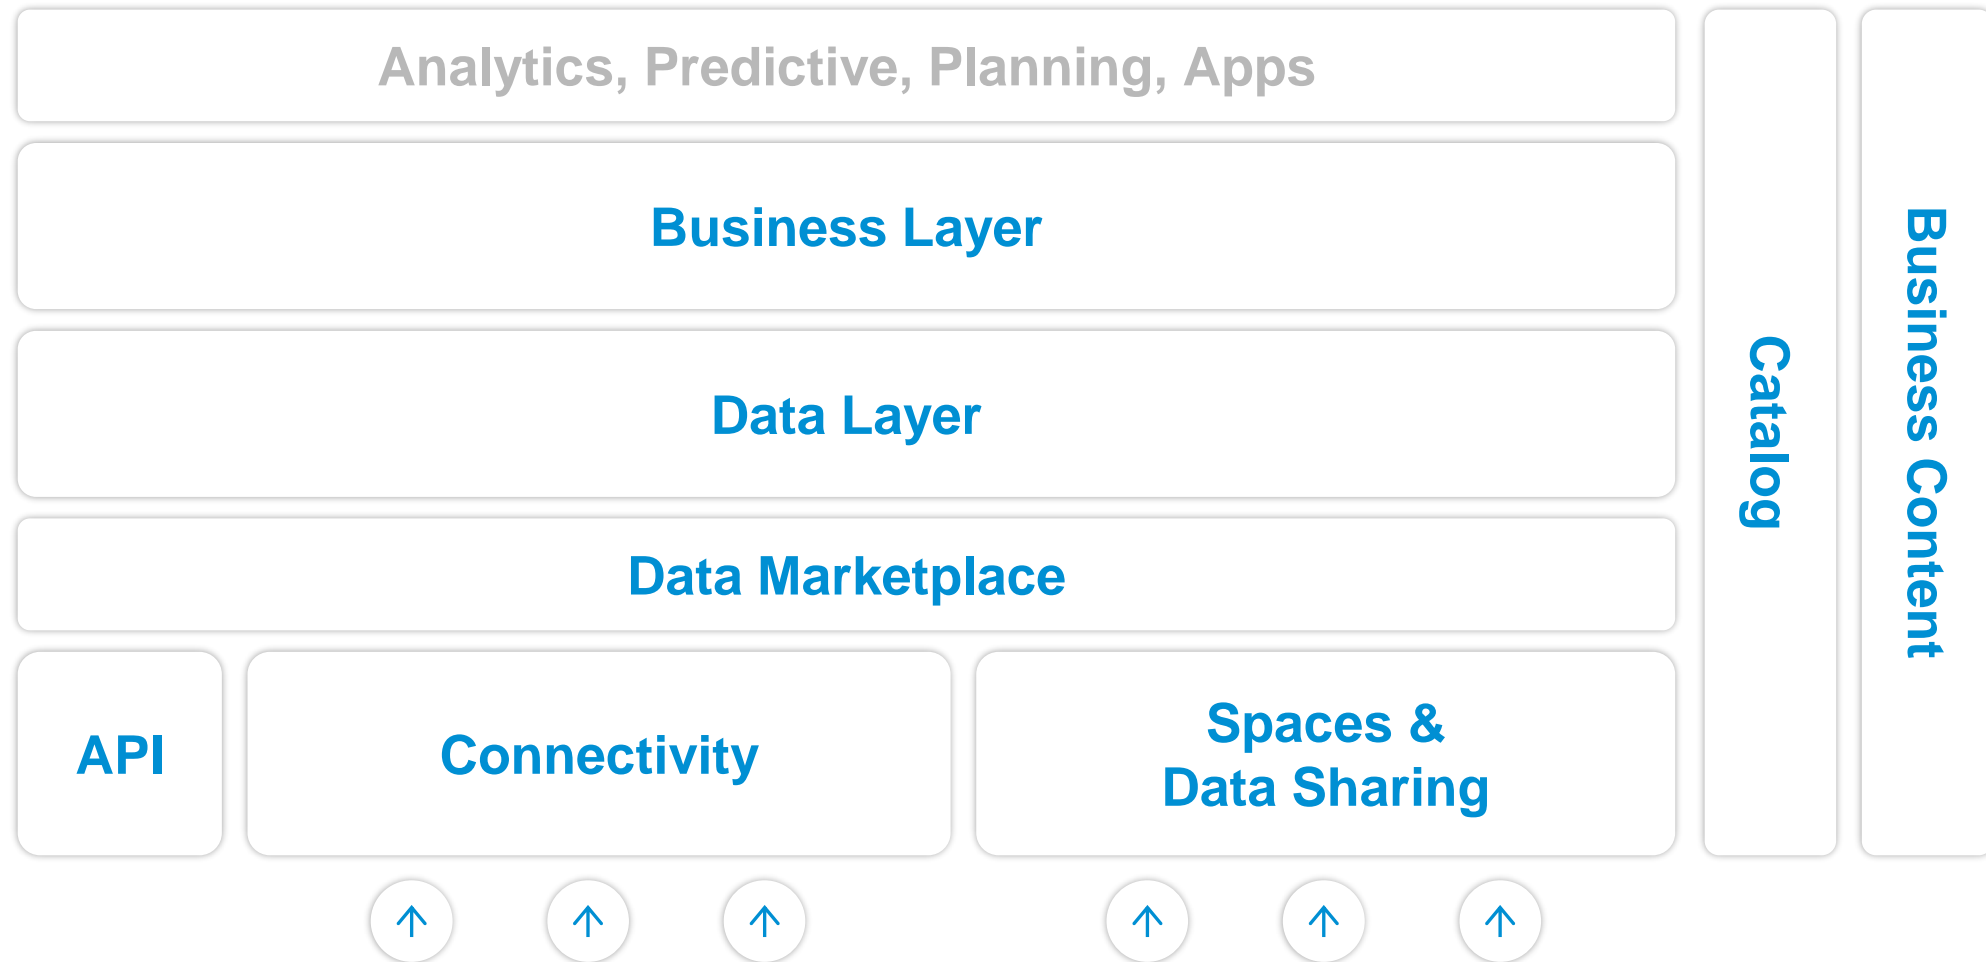 Analytics, Predictive, Planning, Apps
Business Layer
Data Layer
Data Marketplace
API
Connectivity
Spaces &
Data Sharing
Catalog
Business Content